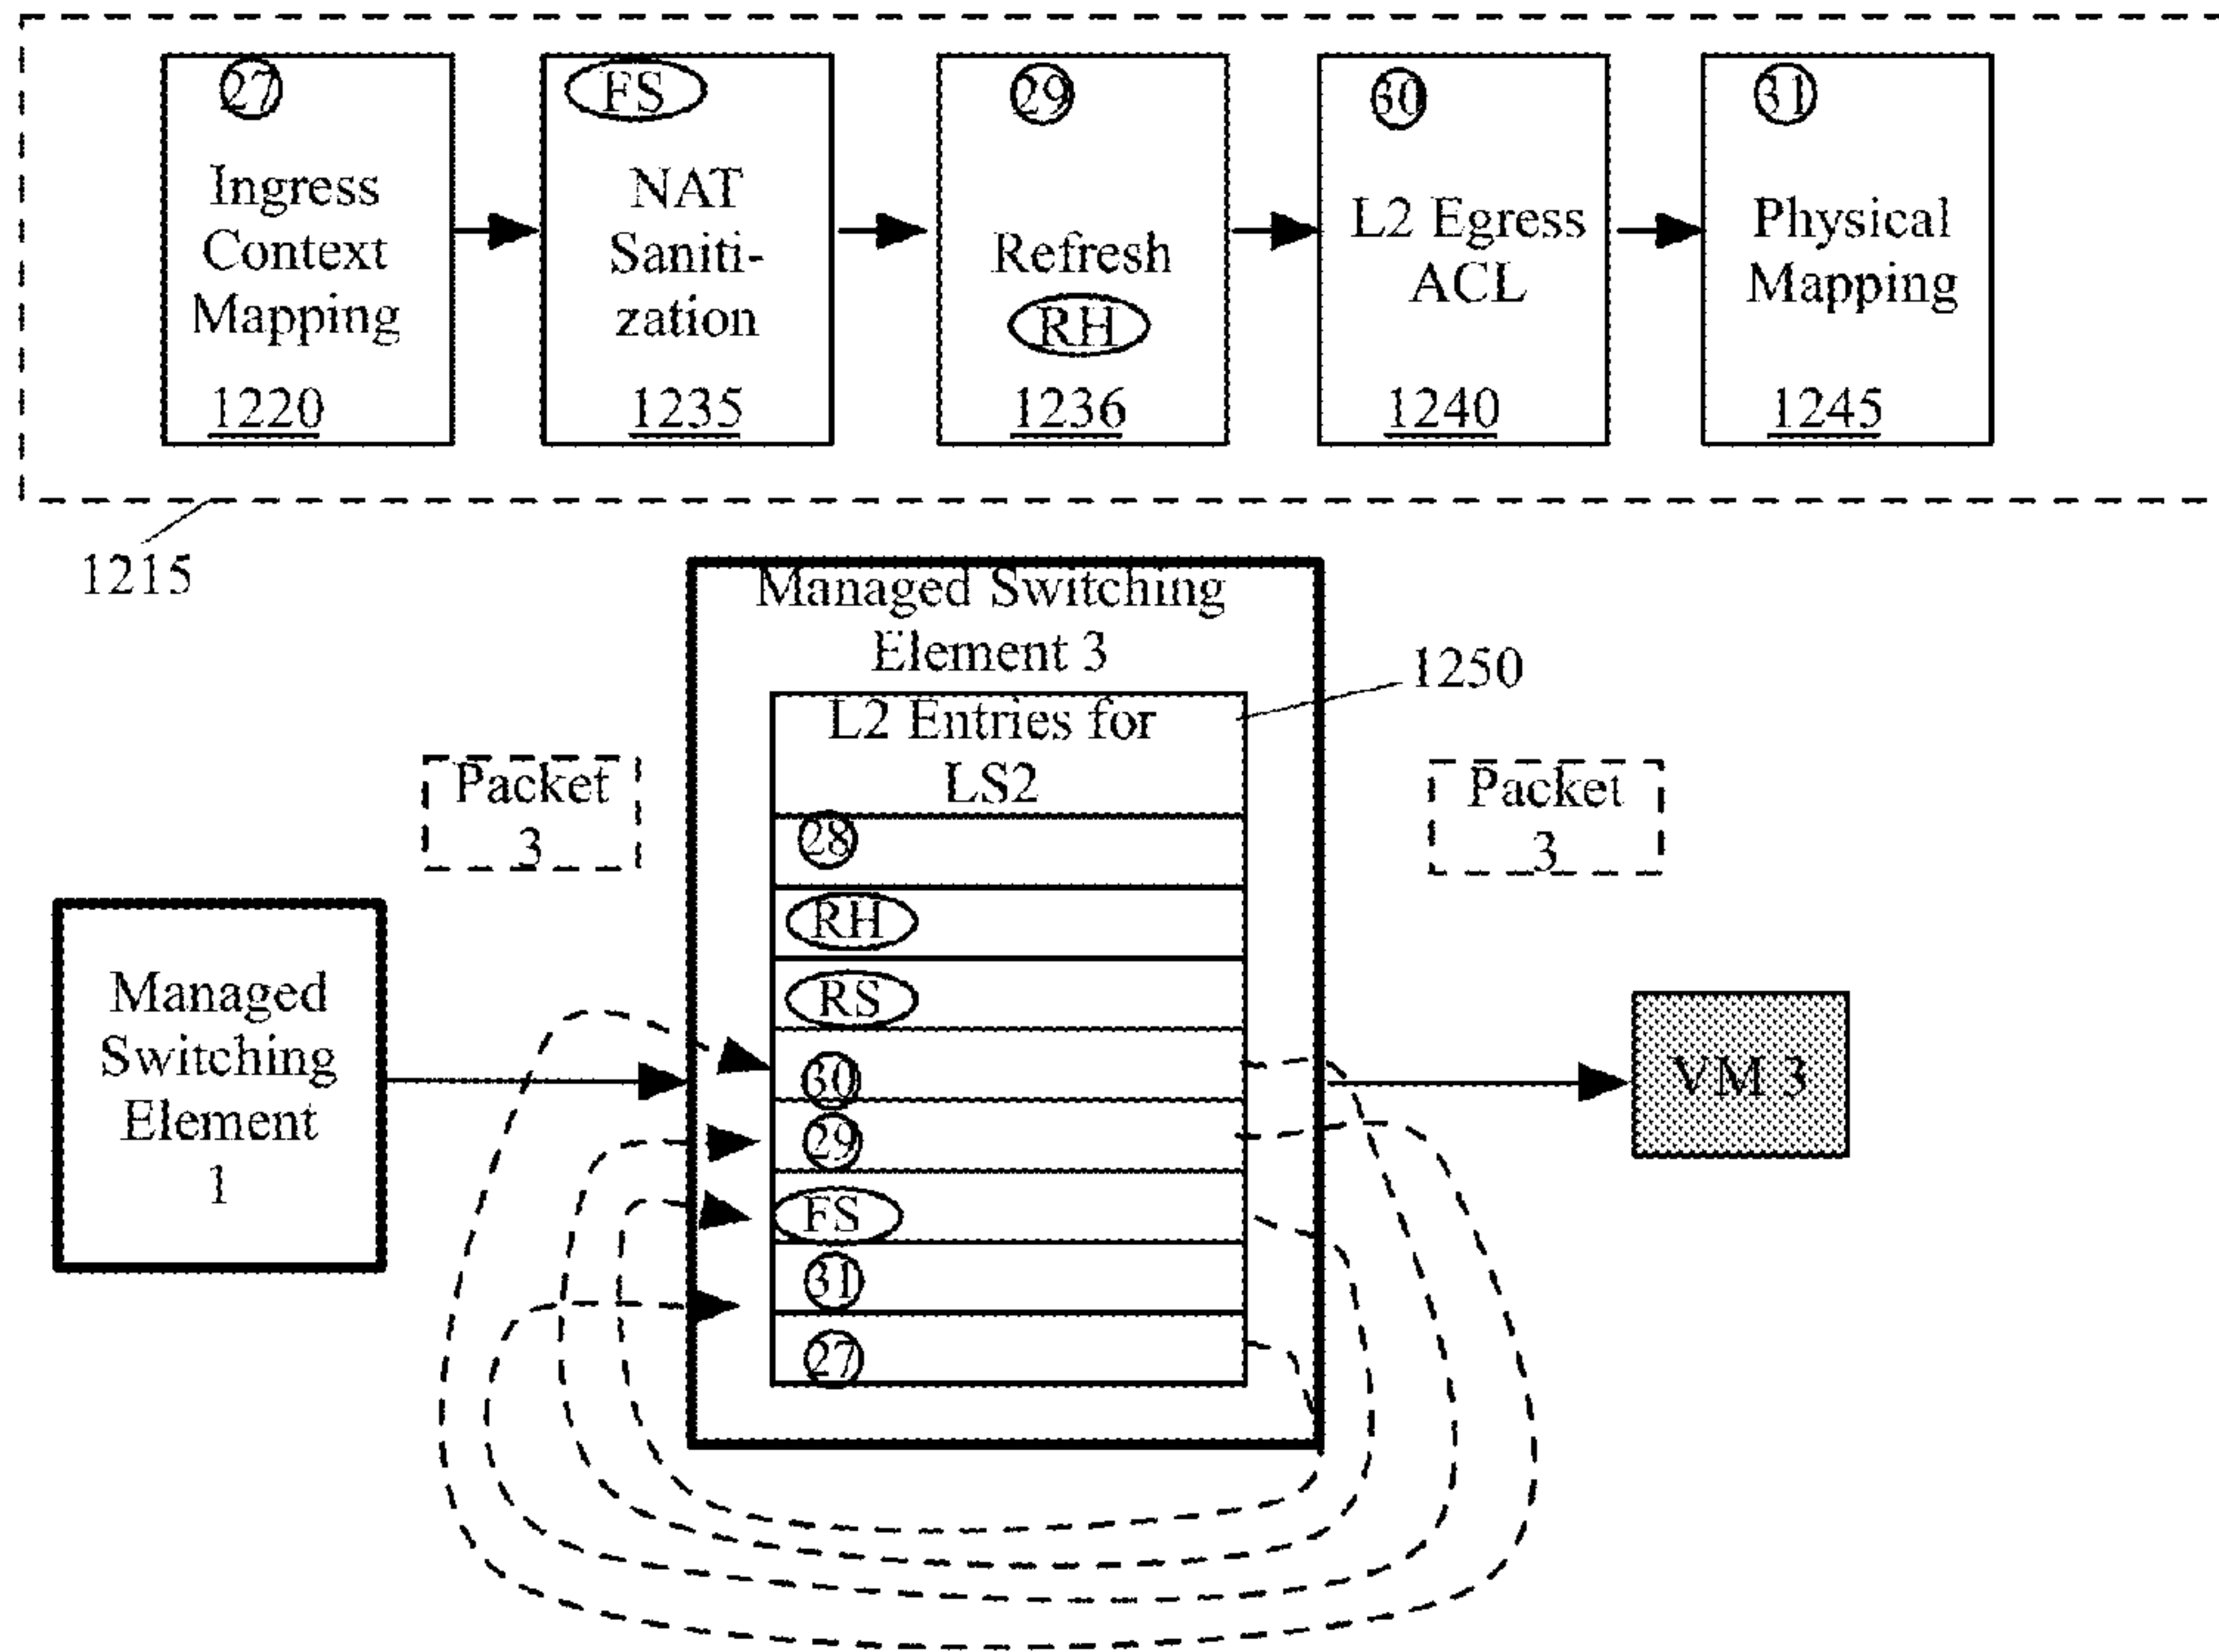 27
Ingress
Context
Mapping
1220
FS
NAT
Saniti-
zation
1235
29
Refresh
RH
1236
30
L2 Egress
ACL
1240
31
Physical
Mapping
1245
1215
Managed Switching
Element 3
1250
L2 Entries for
LS2
28
RH
RS
30
29
FS
31
27
Packet
3
Packet
3
Managed
Switching
Element
1
VM 3